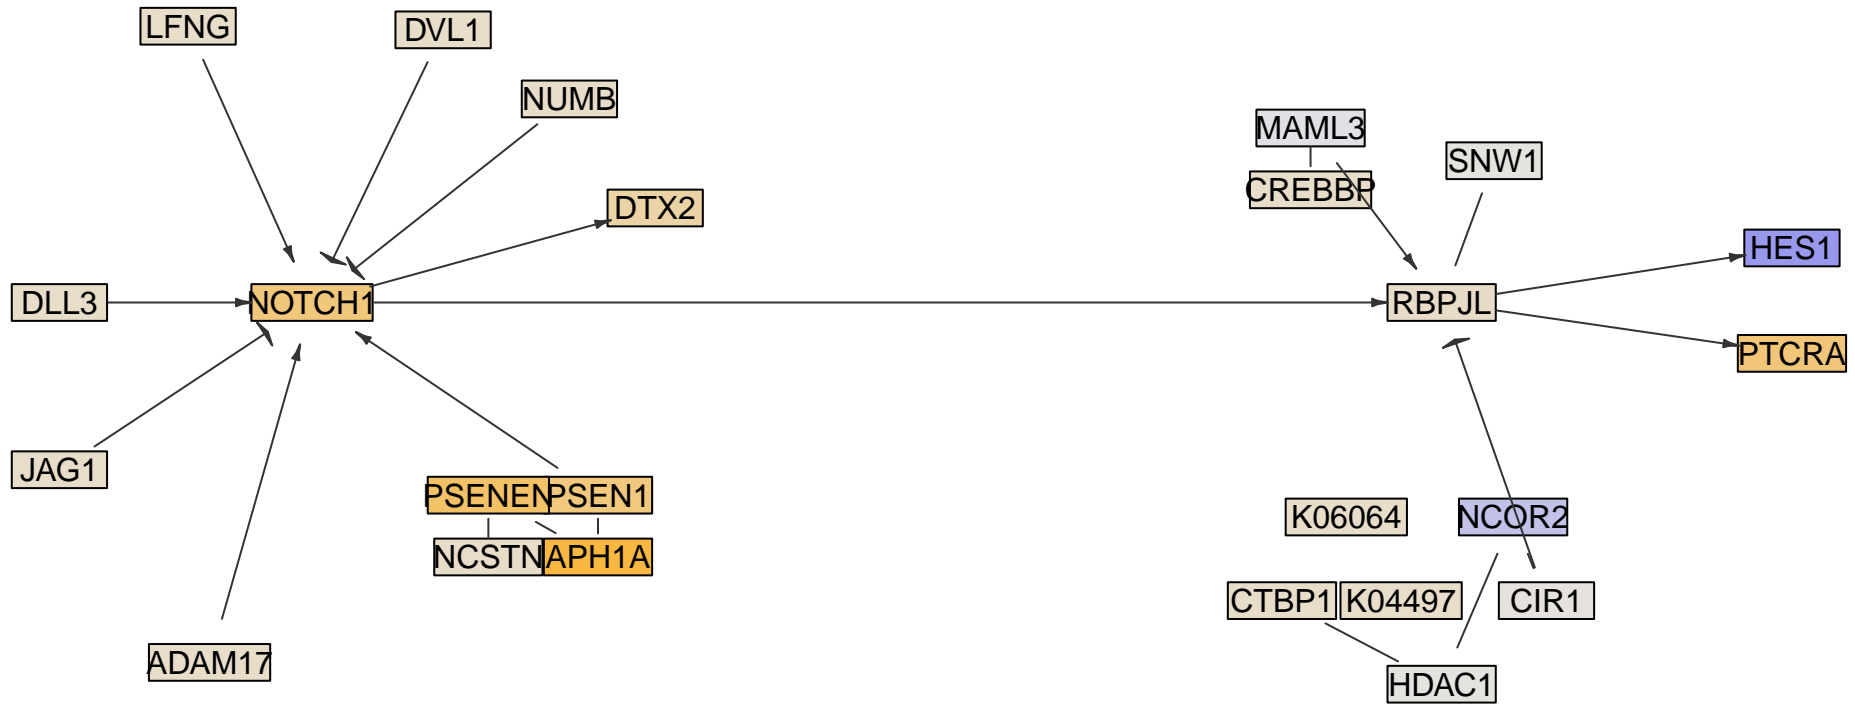 LFNG
DVL1
NUMB
MAML3
SNW1
CREBBP
DTX2
HES1
DLL3
NOTCH1
RBPJL
PTCRA
JAG1
PSENEN
PSEN1
K06064
NCOR2
NCSTN
APH1A
CTBP1
K04497
CIR1
ADAM17
HDAC1